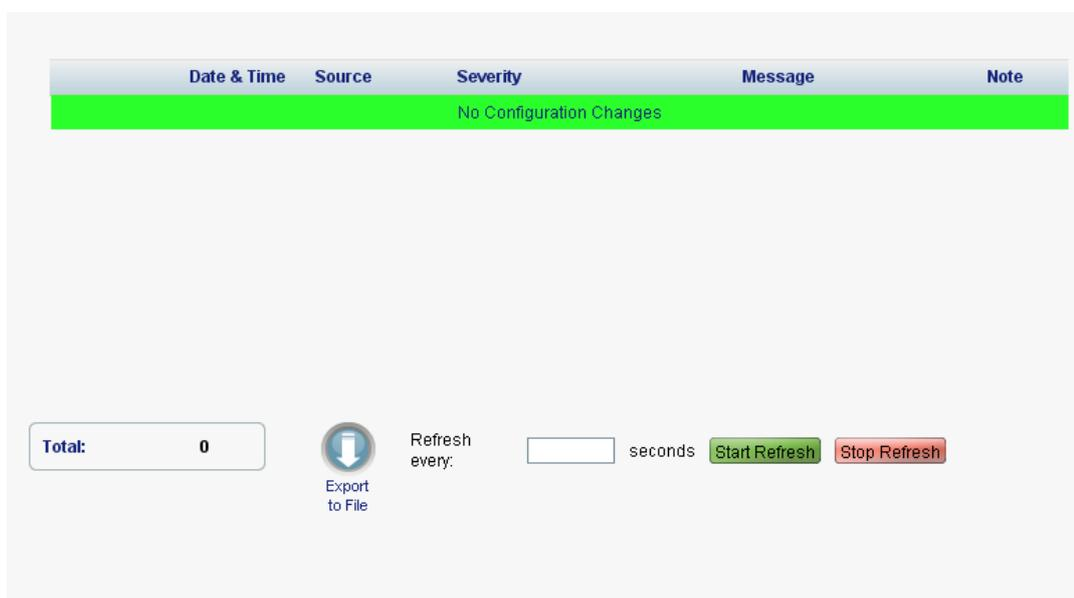 Date & Time Source Severity Message Note
No Configuration Changes
Total: 0
Export
to File
Refresh
every:
seconds Start Refresh Stop Refresh